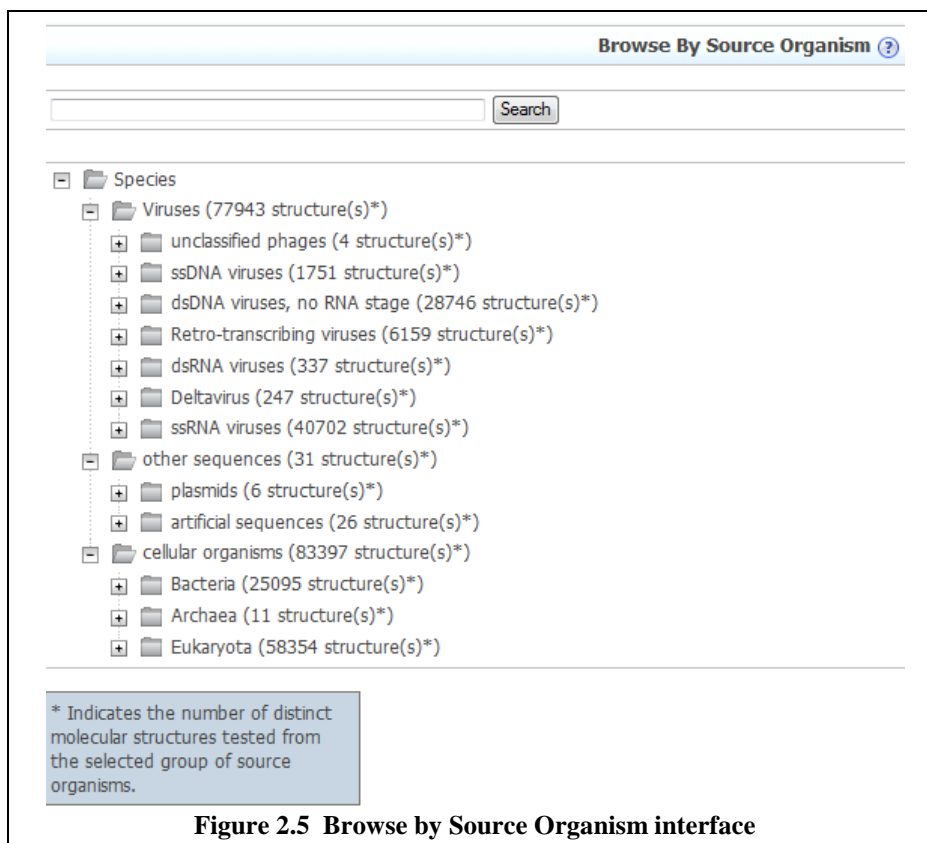 Browse By Source Organism ?
Search
Species
Viruses (77943 structure(s)*)
unclassified phages (4 structure(s)*)
ssDNA viruses (1751 structure(s)*)
dsDNA viruses, no RNA stage (28746 structure(s)*)
Retro-transcribing viruses (6159 structure(s)*)
dsRNA viruses (337 structure(s)*)
Deltavirus (247 structure(s)*)
ssRNA viruses (40702 structure(s)*)
other sequences (31 structure(s)*)
plasmids (6 structure(s)*)
artificial sequences (26 structure(s)*)
cellular organisms (83397 structure(s)*)
Bacteria (25095 structure(s)*)
Archaea (11 structure(s)*)
Eukaryota (58354 structure(s)*)
* Indicates the number of distinct
molecular structures tested from
the selected group of source
organisms.
Figure 2.5 Browse by Source Organism interface